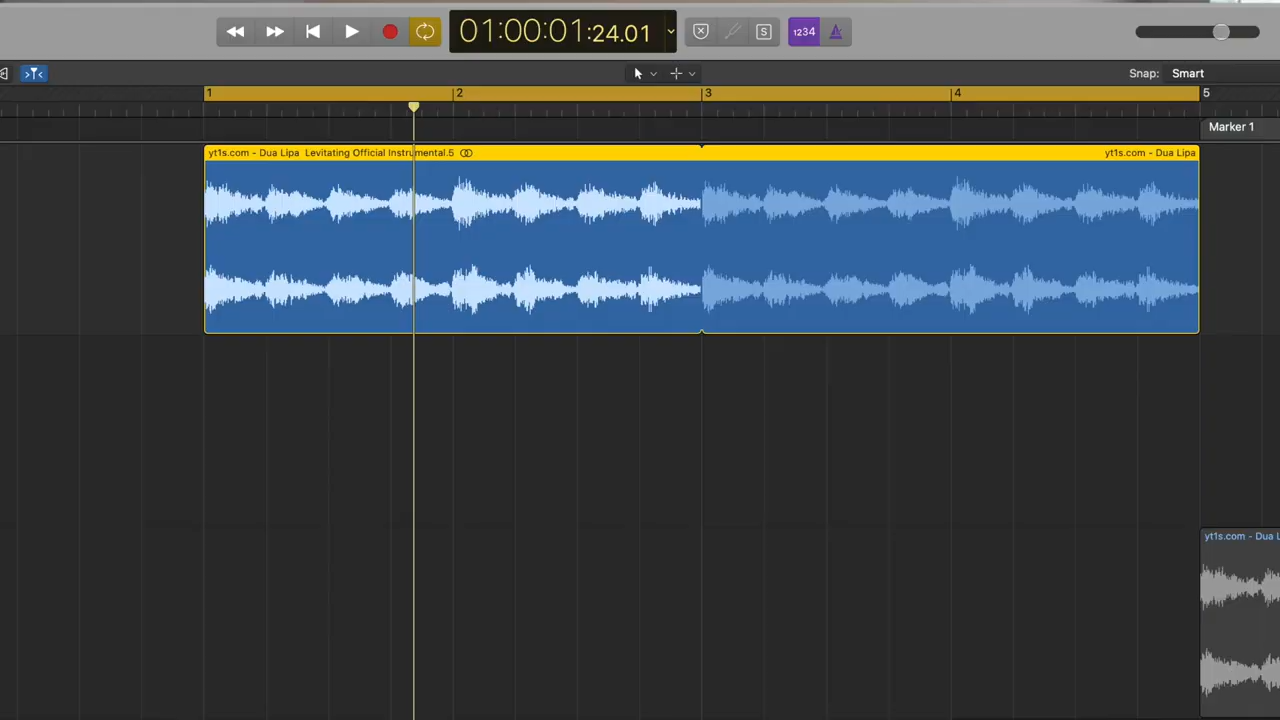 01:00:01:24.01
S
1234
Snap: Smart
1 2 3 4 5
Marker 1
yt1s.com - Dua Lipa Levitating Official Instrumental.5
yt1s.com - Dua Lipa
yt1s.com - Dua L